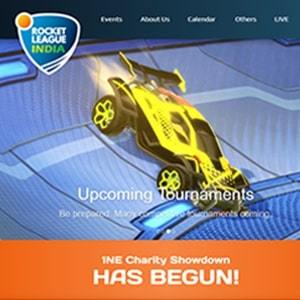 Events About Us Calendar Others LIVE
ROCKET
LEAGUE
INDIA
Upcoming Tournaments
Be prepared. Many competitive tournaments coming.
1NE Charity Showdown
HAS BEGUN!